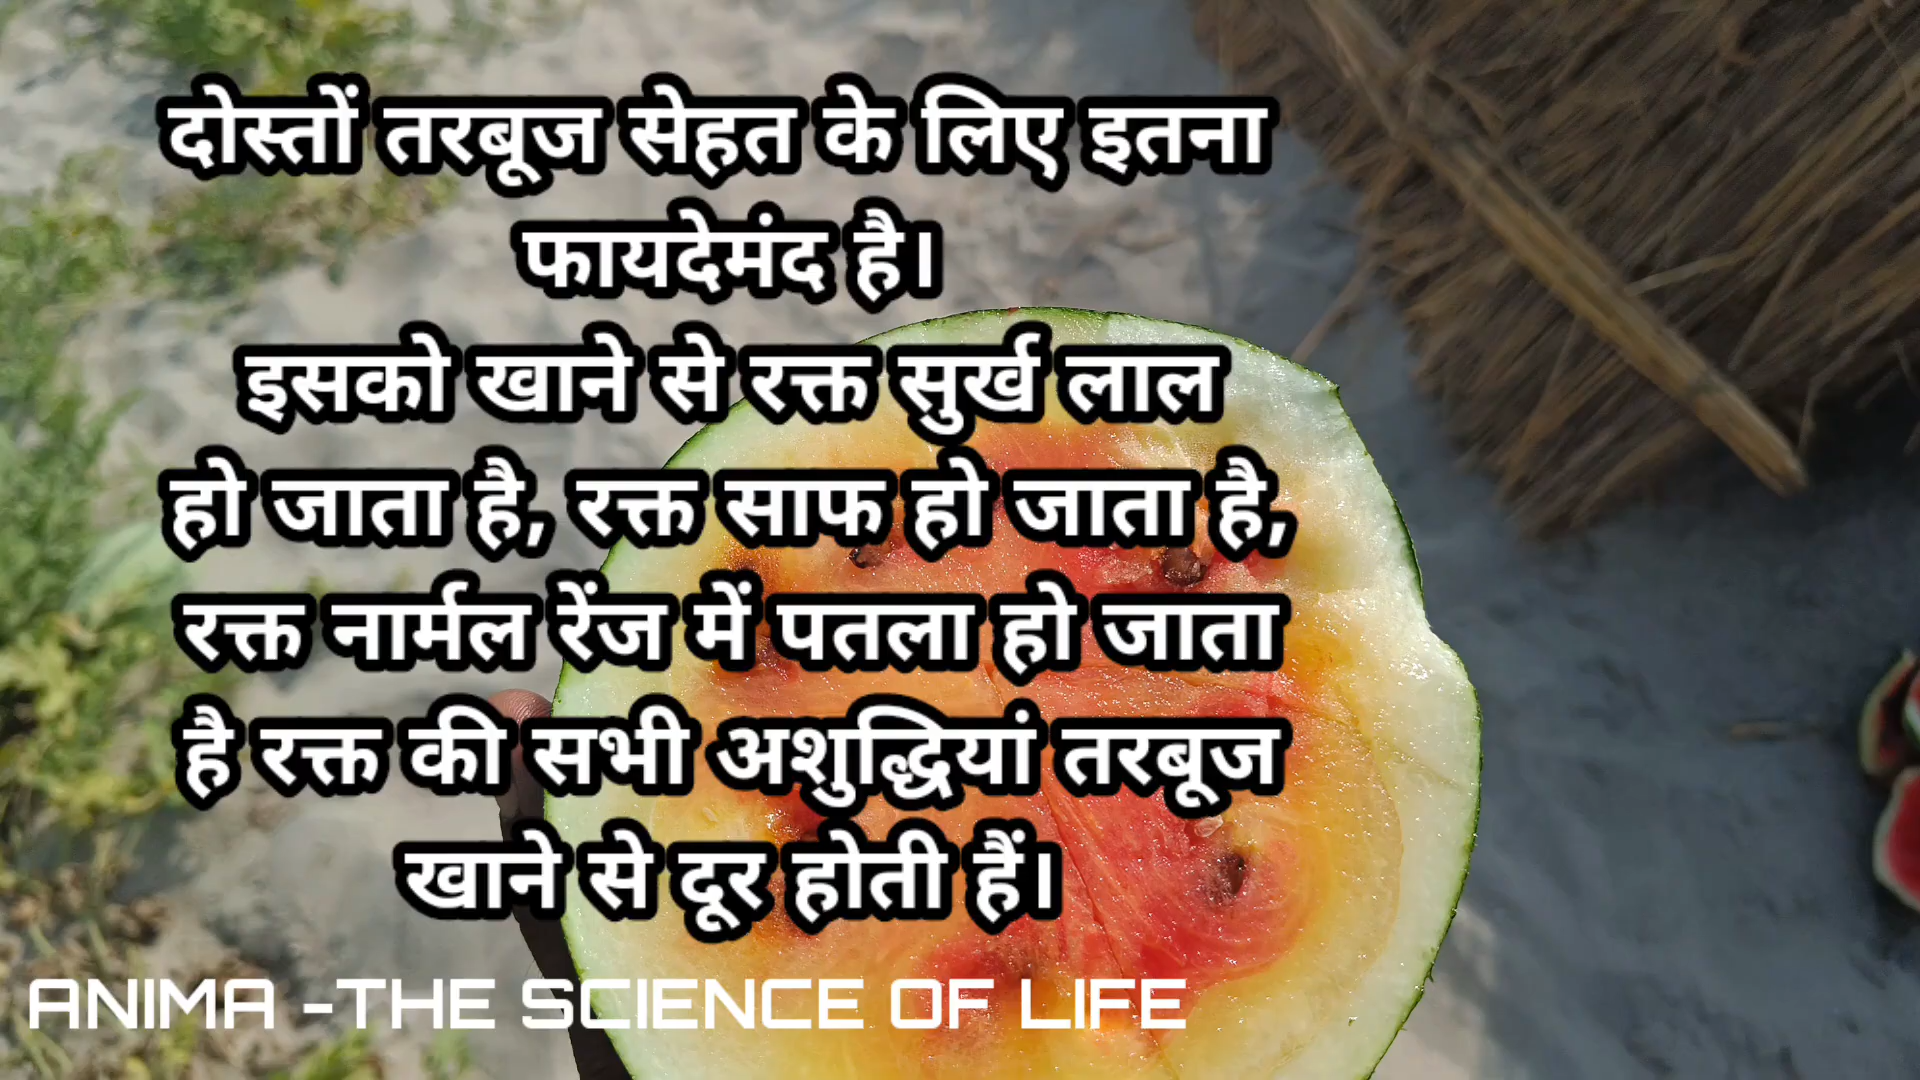 दोस्तों तरबूज सेहत के लिए इतना
फायदेमंद है।
इसको खाने से रक्त सुर्ख लाल
हो जाता है, रक्त साफ हो जाता है,
रक्त नार्मल रेंज में पतला हो जाता
है रक्त की सभी अशुद्धियां तरबूज
खाने से दूर होती हैं।
ANIMA -THE SCIENCE OF LIFE